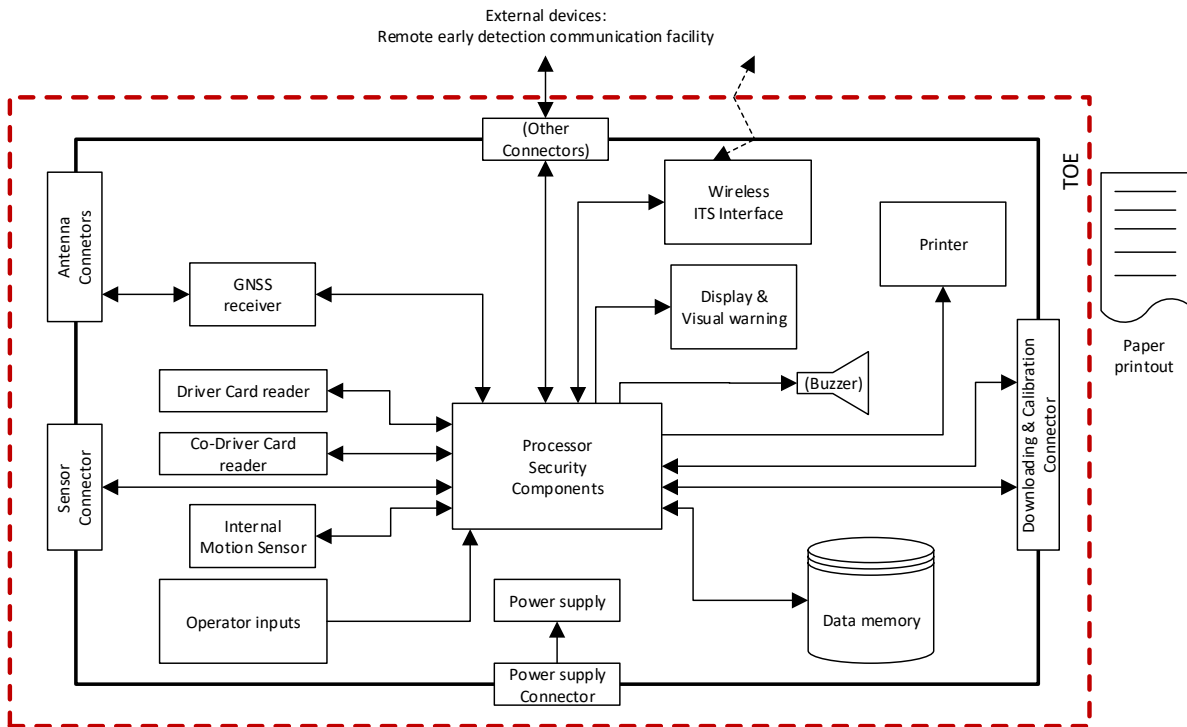 External devices:
Remote early detection communication facility
(Other
Connectors)
TOE
Wireless
ITS Interface
Antenna
Connetors
Printer
GNSS
receiver
Display &
Visual warning
Paper
printout
Driver Card reader
(Buzzer)
Co-Driver Card
reader
Processor
Security
Components
Sensor
Connector
Downloading & Calibration
Connector
Internal
Motion Sensor
Operator inputs
Power supply
Data memory
Power supply
Connector